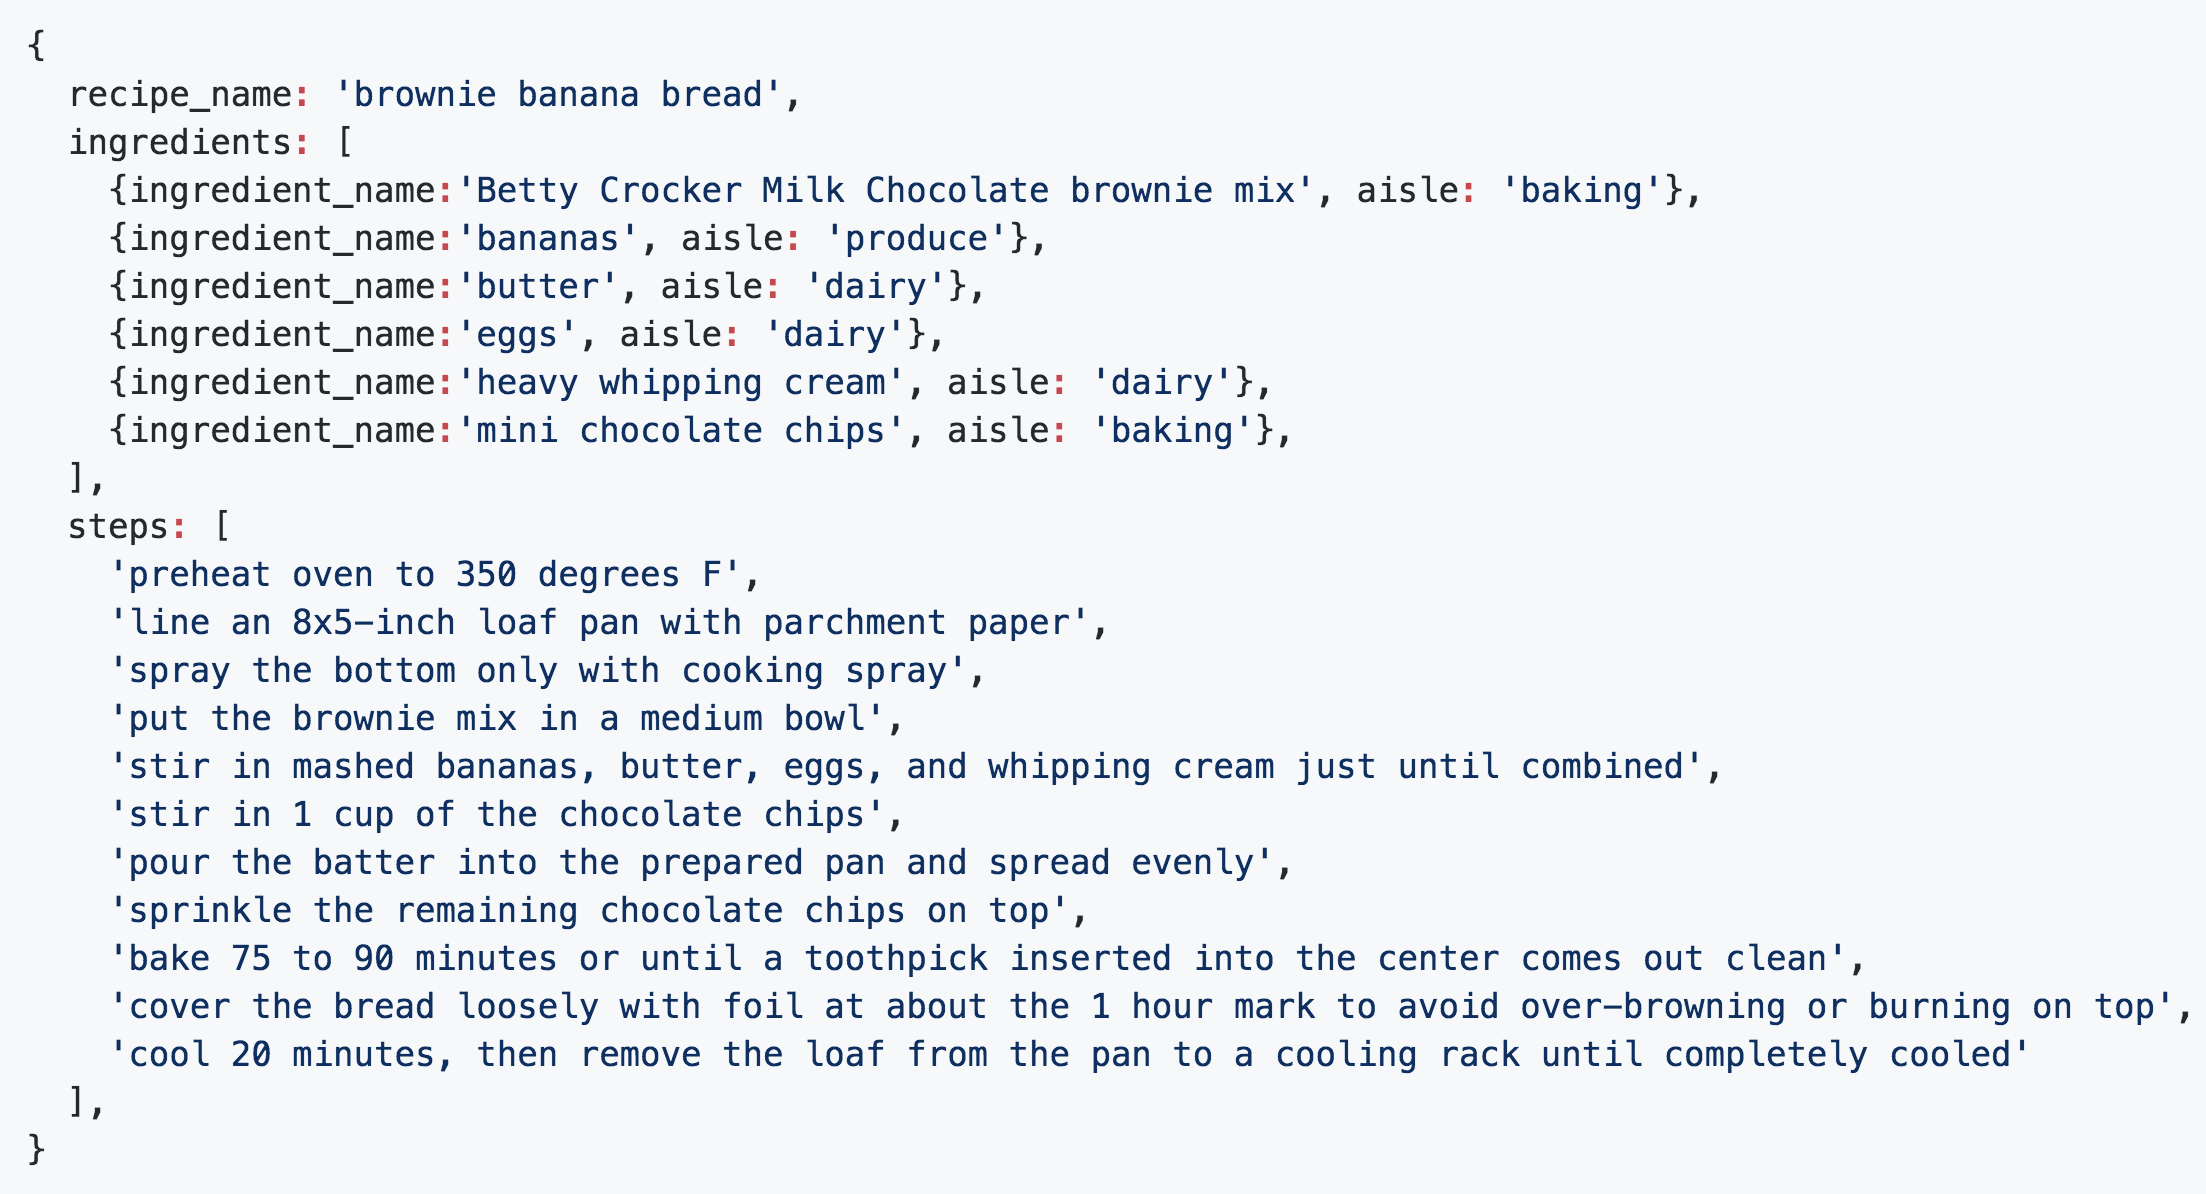 {
  recipe_name: 'brownie banana bread',
  ingredients: [
    {ingredient_name:'Betty Crocker Milk Chocolate brownie mix', aisle: 'baking'},
    {ingredient_name:'bananas', aisle: 'produce'},
    {ingredient_name:'butter', aisle: 'dairy'},
    {ingredient_name:'eggs', aisle: 'dairy'},
    {ingredient_name:'heavy whipping cream', aisle: 'dairy'},
    {ingredient_name:'mini chocolate chips', aisle: 'baking'},
  ],
  steps: [
    'preheat oven to 350 degrees F',
    'line an 8x5-inch loaf pan with parchment paper',
    'spray the bottom only with cooking spray',
    'put the brownie mix in a medium bowl',
    'stir in mashed bananas, butter, eggs, and whipping cream just until combined',
    'stir in 1 cup of the chocolate chips',
    'pour the batter into the prepared pan and spread evenly',
    'sprinkle the remaining chocolate chips on top',
    'bake 75 to 90 minutes or until a toothpick inserted into the center comes out clean',
    'cover the bread loosely with foil at about the 1 hour mark to avoid over-browning or burning on top',
    'cool 20 minutes, then remove the loaf from the pan to a cooling rack until completely cooled'
  ],
}